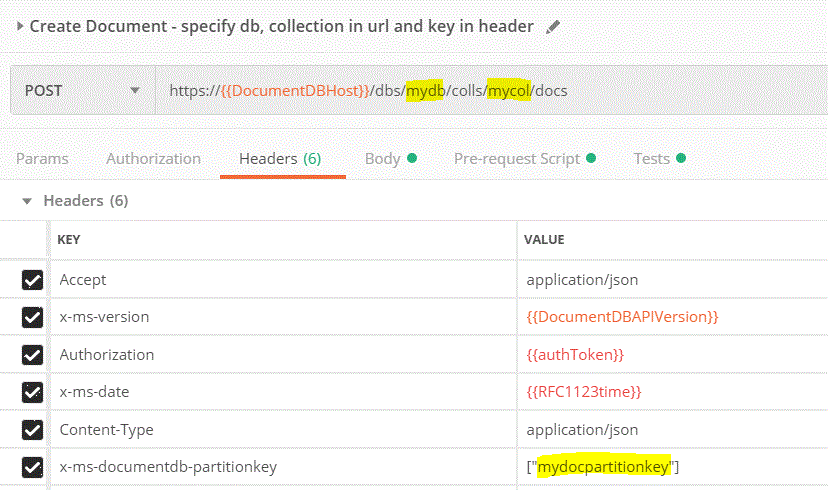 Create Document - specify db, collection in url and key in header
POST https://{{DocumentDBHost}}/dbs/mydb/colls/mycol/docs
Params Authorization Headers (6) Body Pre-request Script Tests
Headers (6)
KEY VALUE
Accept application/json
x-ms-version {{DocumentDBAPIVersion}}
Authorization {{authToken}}
x-ms-date {{RFC1123time}}
Content-Type application/json
x-ms-documentdb-partitionkey ["mydocpartitionkey"]